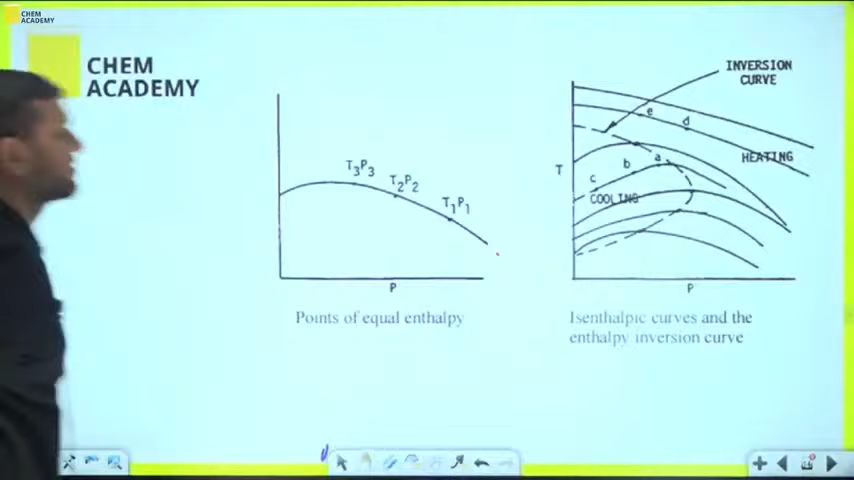 CHEM
ACADEMY
CHEM
ACADEMY
T₃P₃
T₂P₂
T₁P₁
P
Points of equal enthalpy
INVERSION
CURVE
e
d
HEATING
T
a
b
c
COOLING
P
Isenthalpic curves and the
enthalpy inversion curve